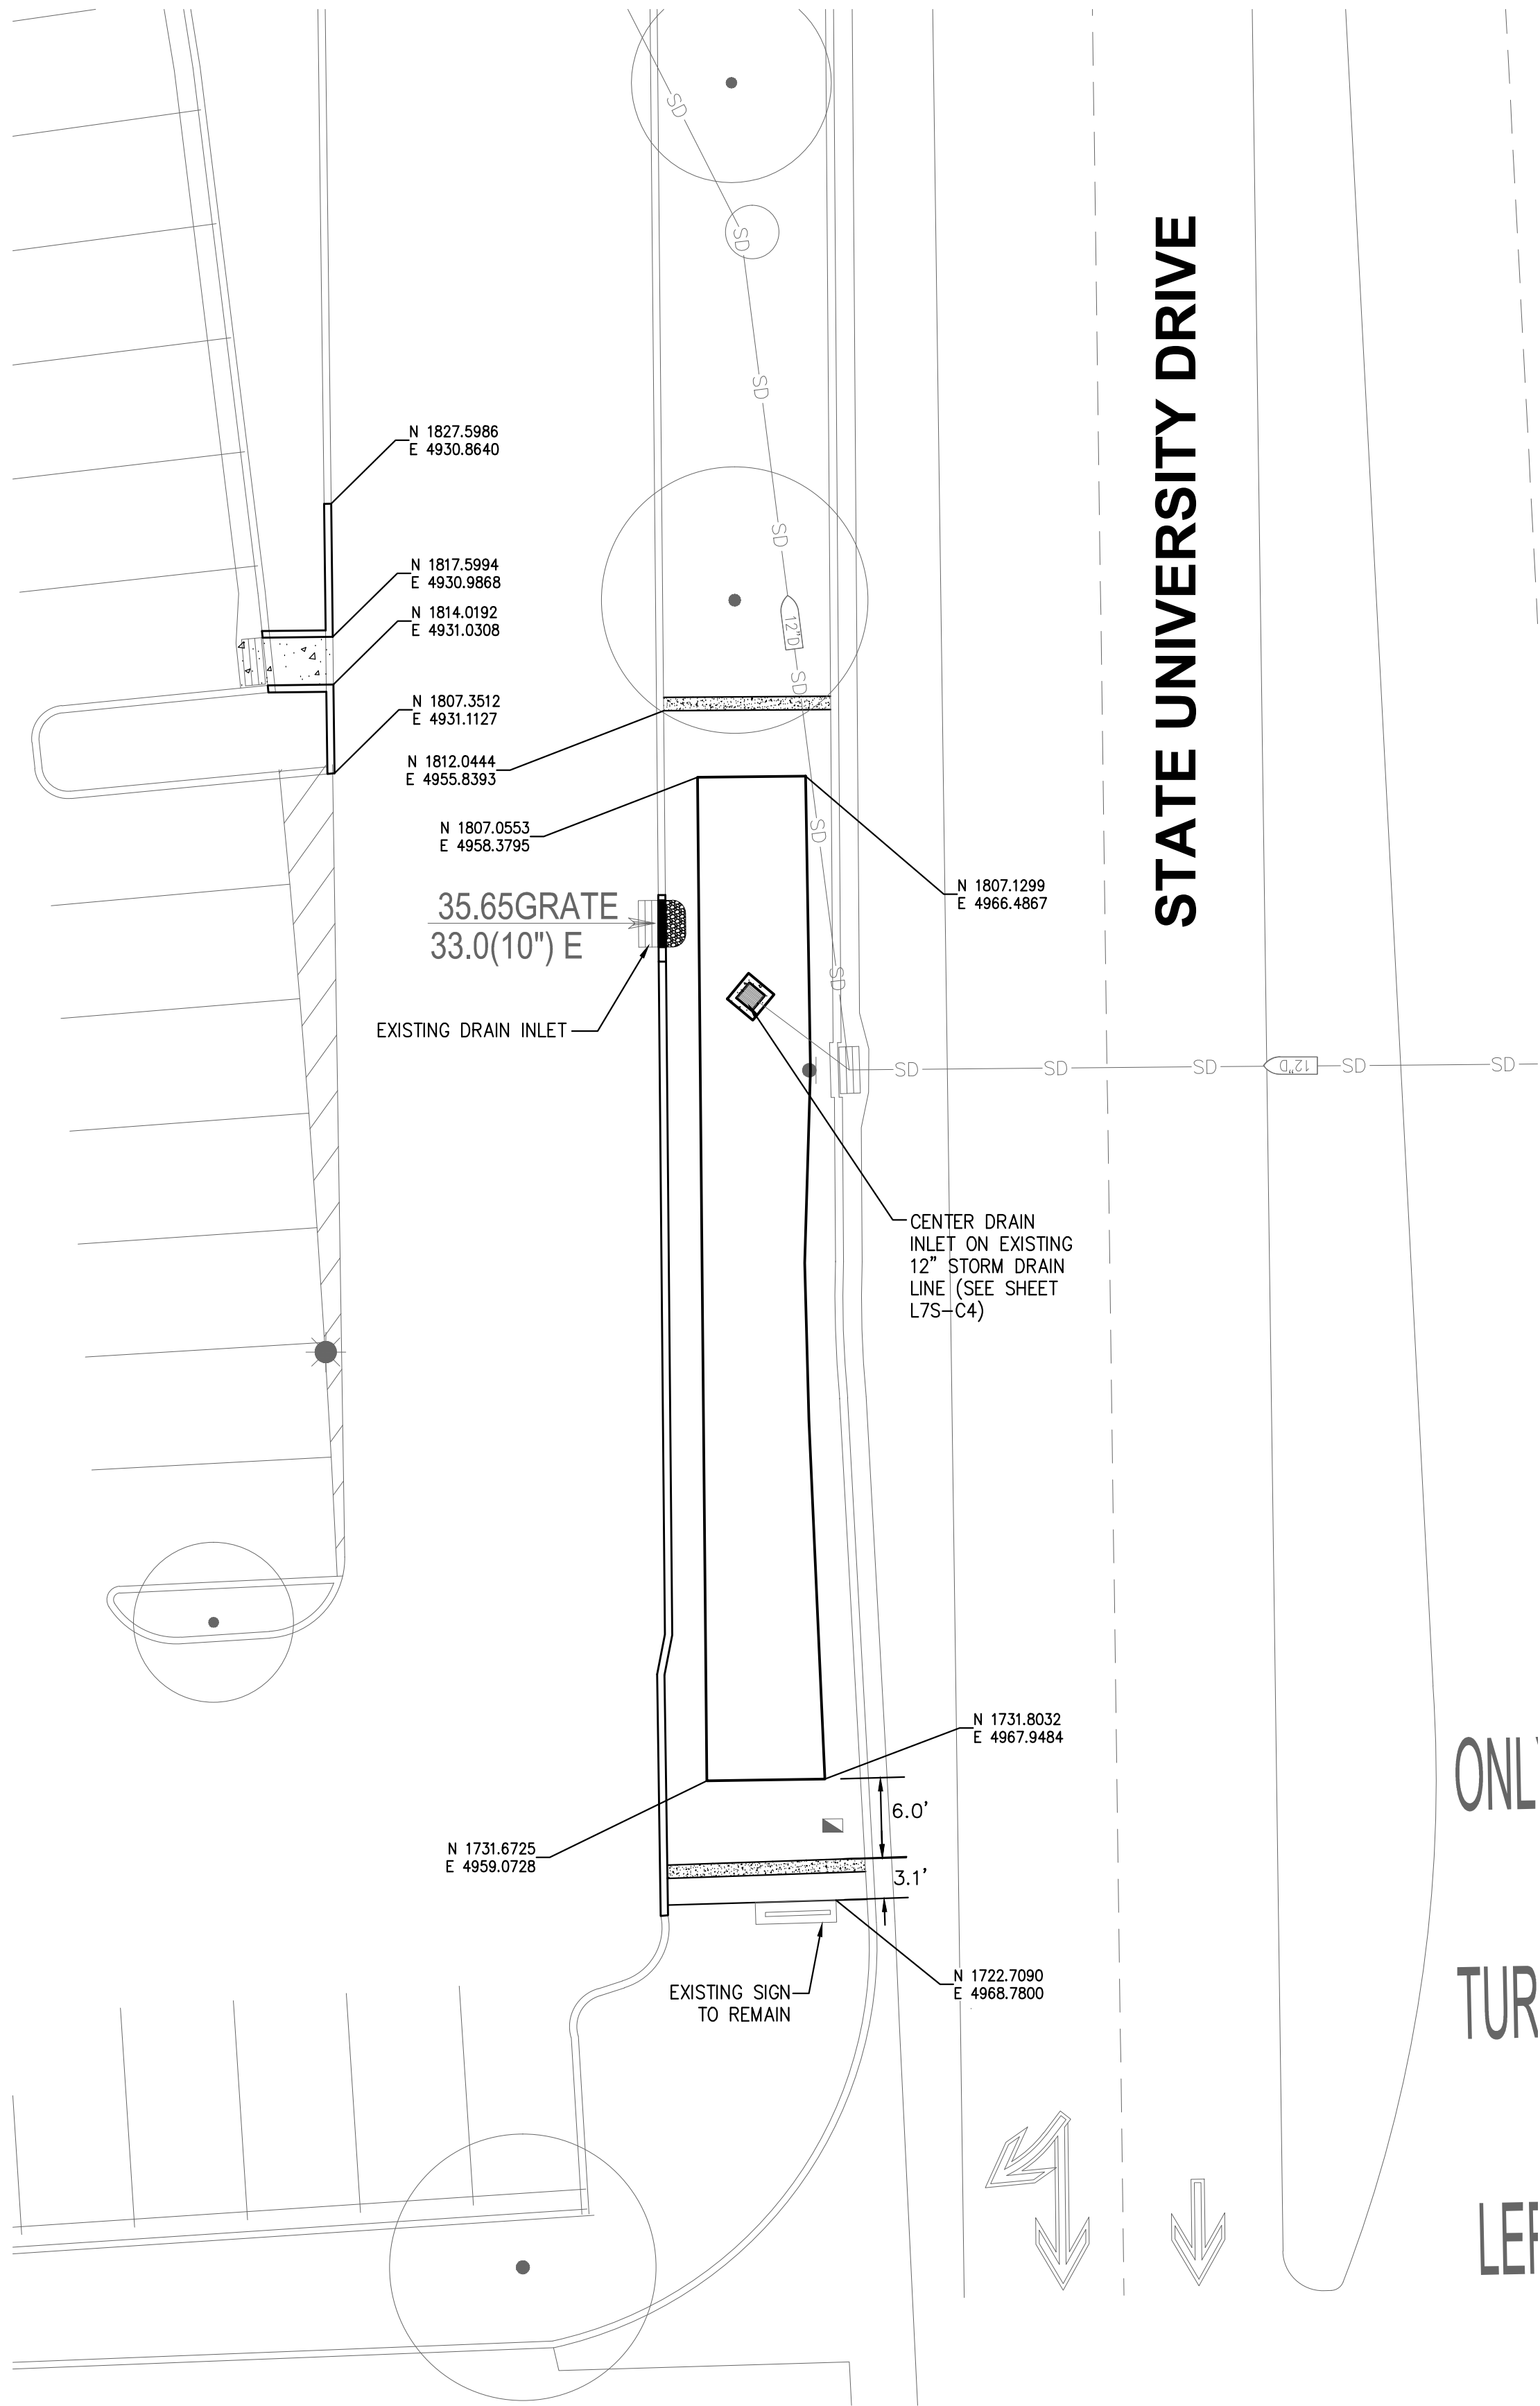 SD
SD
STATE UNIVERSITY DRIVE
SD
N 1827.5986
E 4930.8640
SD
N 1817.5994
E 4930.9868
N 1814.0192
E 4931.0308
12"D
SD
N 1807.3512
E 4931.1127
N 1812.0444
E 4955.8393
N 1807.0553
E 4958.3795
SD
N 1807.1299
E 4966.4867
35.65GRATE
33.0(10") E
SD
EXISTING DRAIN INLET
SD
SD
SD
12"D
SD
SD
CENTER DRAIN
INLET ON EXISTING
12" STORM DRAIN
LINE (SEE SHEET
L7S-C4)
N 1731.8032
E 4967.9484
ONLY
6.0'
N 1731.6725
E 4959.0728
3.1'
N 1722.7090
E 4968.7800
EXISTING SIGN
TO REMAIN
TUR
LEF